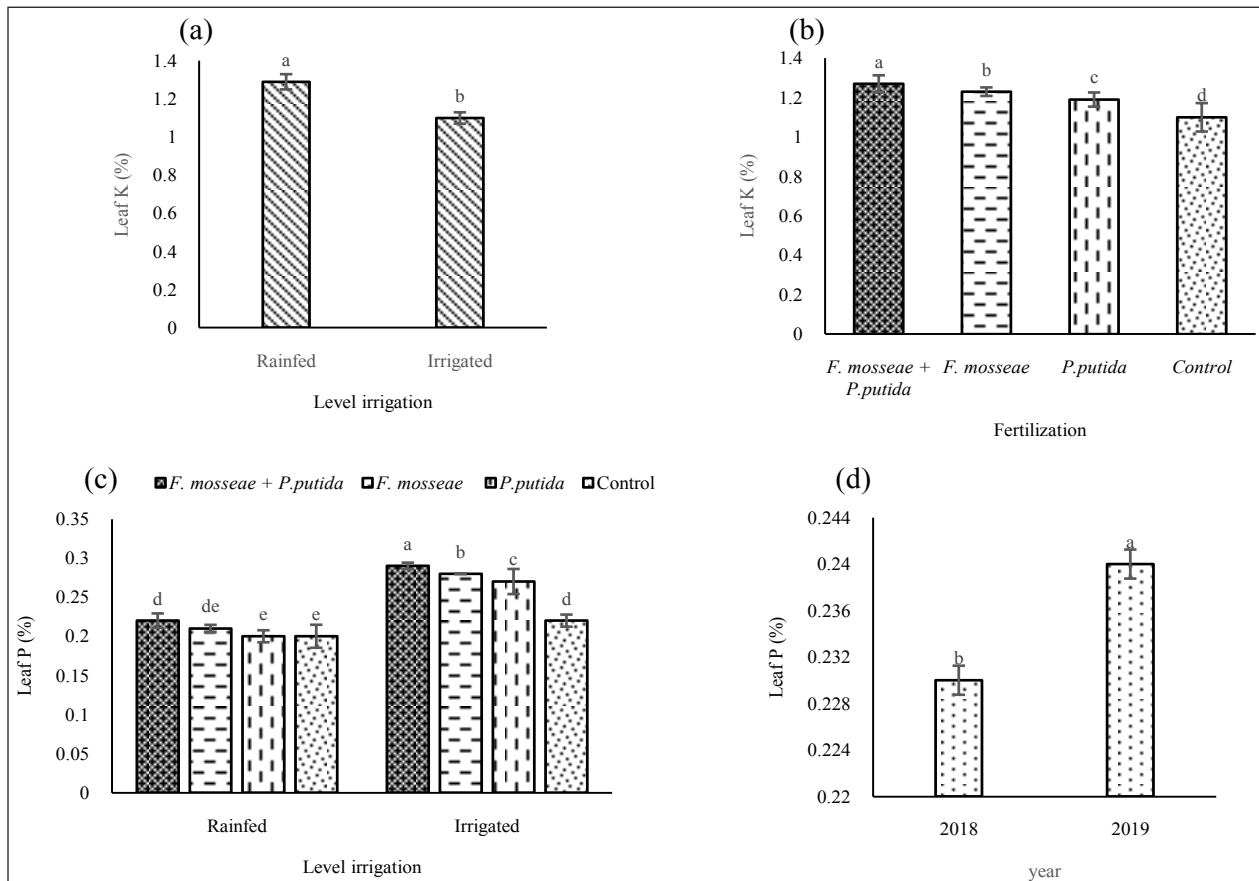 (a)
a
b
1.4
1.2
1
0.8
0.6
0.4
0.2
0
Leaf K (%)
Rainfed Irrigated
Level irrigation
(b)
a
b
c
d
1.4
1.2
1
0.8
0.6
0.4
0.2
0
Leaf K (%)
F. mosseae + F. mosseae P.putida Control
P.putida
Fertilization
(c)
F. mosseae + P.putida F. mosseae P.putida Control
0.35
0.3
0.25
0.2
0.15
0.1
0.05
0
Leaf P (%)
d de e e a b c d
Rainfed Irrigated
Level irrigation
(d)
0.244
0.24
0.236
0.232
0.228
0.224
0.22
Leaf P (%)
b
a
2018 2019
year